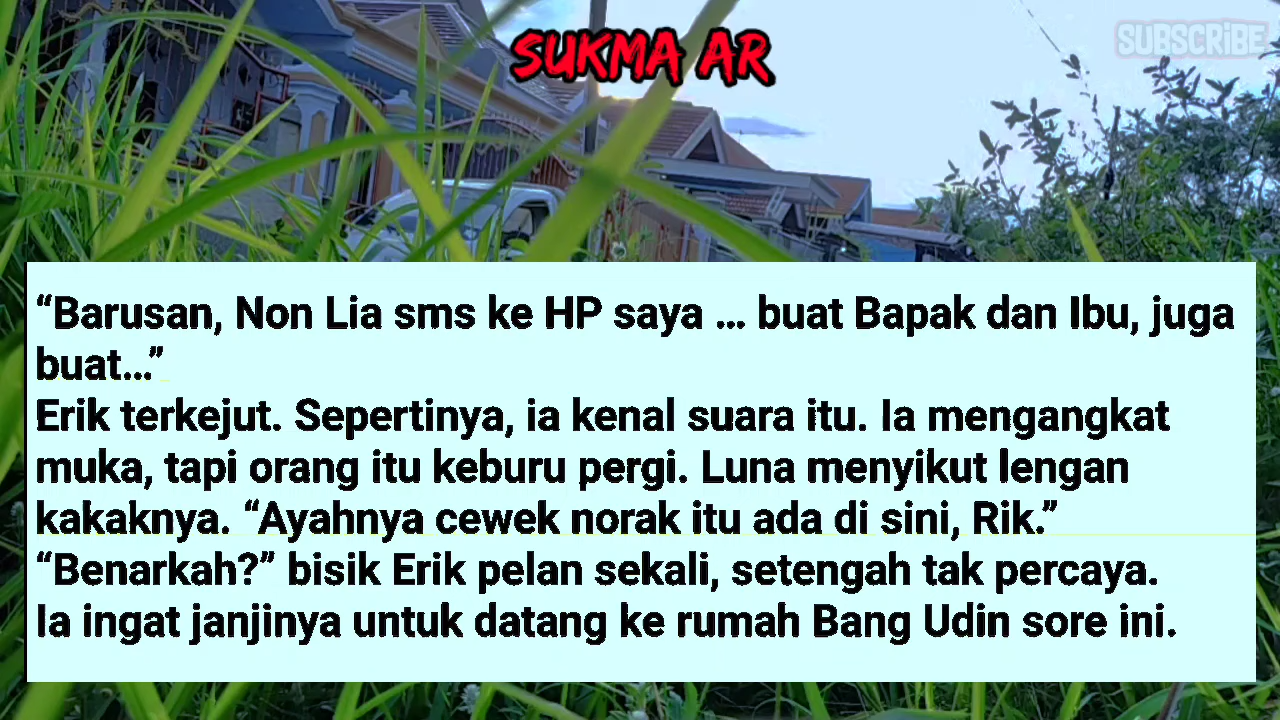 SUKMA AR
SUBSCRIBE
“Barusan, Non Lia sms ke HP saya ... buat Bapak dan Ibu, juga
buat...”
Erik terkejut. Sepertinya, ia kenal suara itu. Ia mengangkat
muka, tapi orang itu keburu pergi. Luna menyikut lengan
kakaknya. “Ayahnya cewek norak itu ada di sini, Rik.”
“Benarkah?” bisik Erik pelan sekali, setengah tak percaya.
Ia ingat janjinya untuk datang ke rumah Bang Udin sore ini.